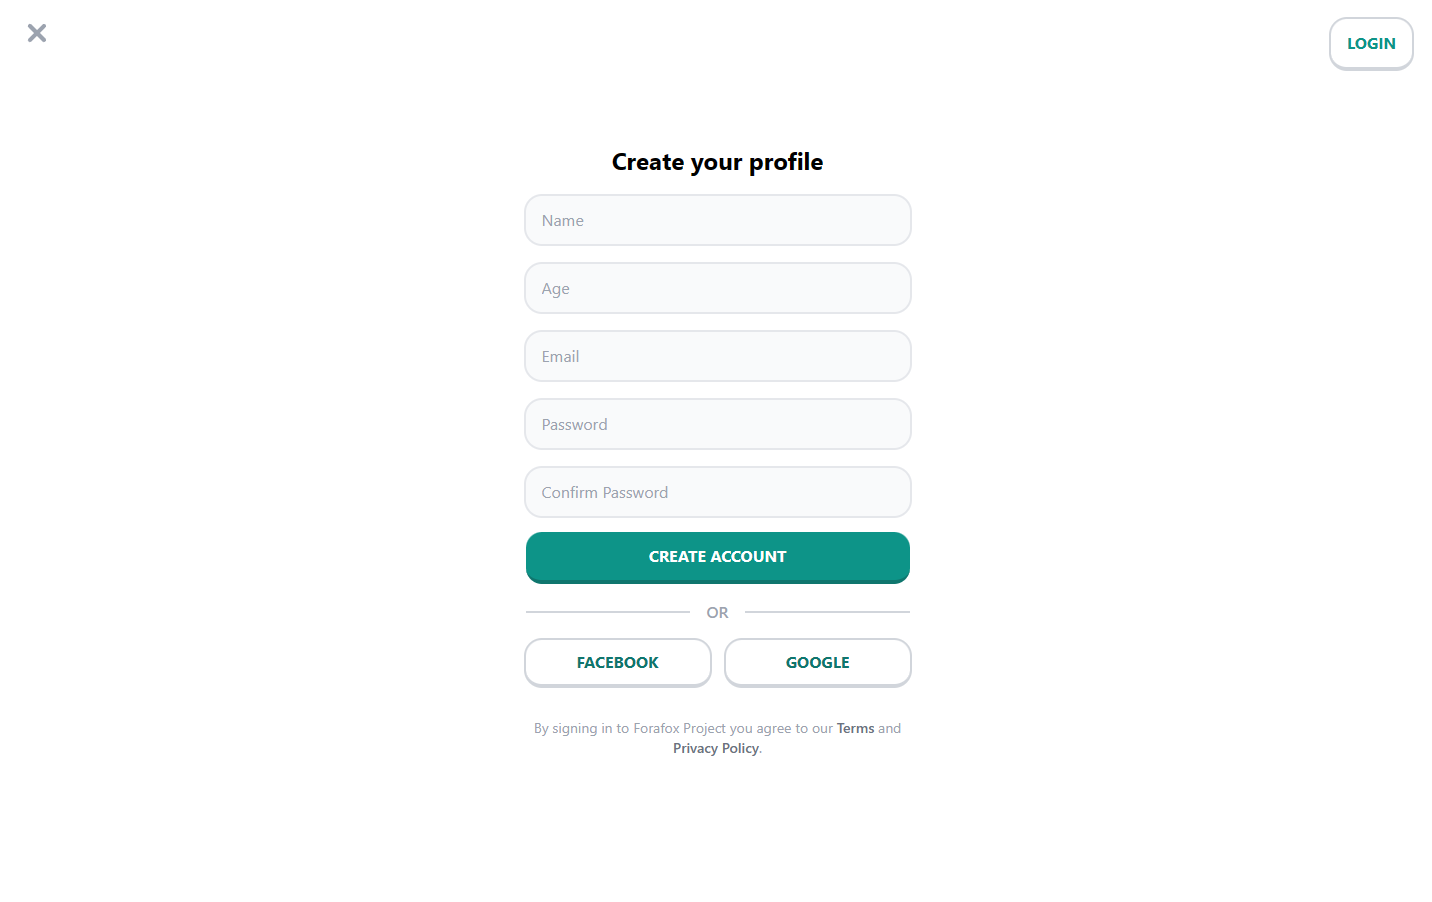 LOGIN
Create your profile
Name
Age
Email
Password
Confirm Password
CREATE ACCOUNT
OR
FACEBOOK
GOOGLE
By signing in to Forafox Project you agree to our Terms and
Privacy Policy.